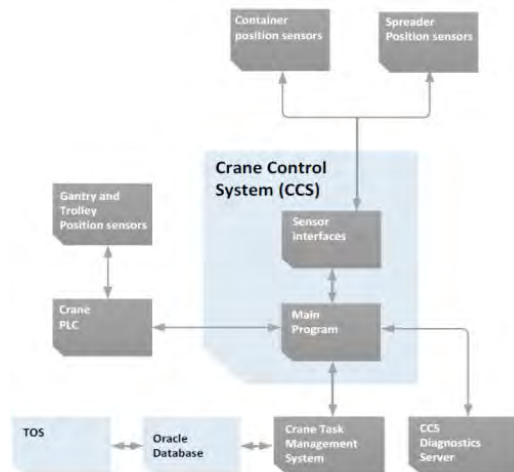 Container
position sensors
Spreader
Position sensors
Crane Control
System (CCS)
Gantry and
Trolley
Position sensors
Sensor
interfaces
Crane
PLC
Main
Program
TOS
Oracle
Database
Crane Task
Management
System
CCS
Diagnostics
Server